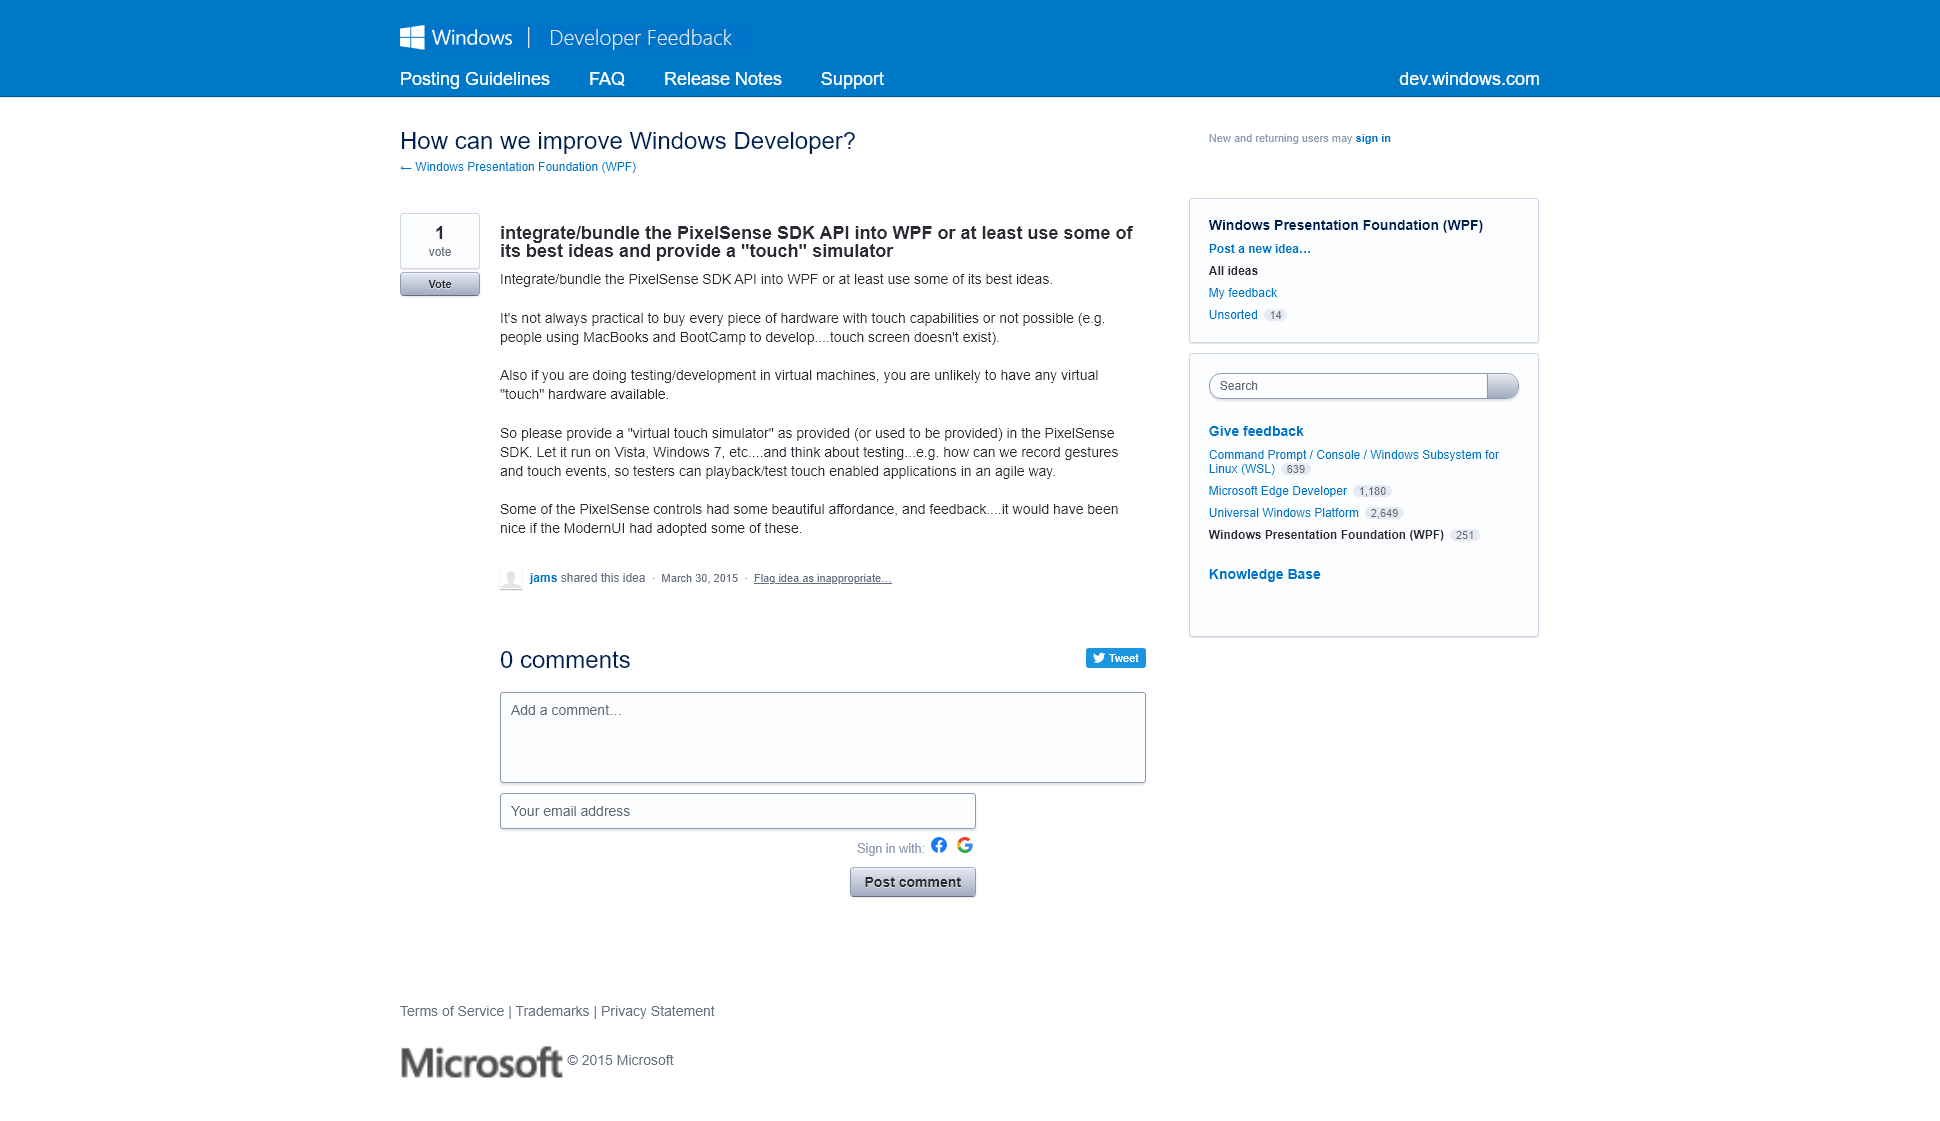 Windows | Developer Feedback
Posting Guidelines FAQ Release Notes Support dev.windows.com
How can we improve Windows Developer?
← Windows Presentation Foundation (WPF)
New and returning users may sign in
1
vote
Vote
integrate/bundle the PixelSense SDK API into WPF or at least use some of
its best ideas and provide a "touch" simulator
Integrate/bundle the PixelSense SDK API into WPF or at least use some of its best ideas.
It's not always practical to buy every piece of hardware with touch capabilities or not possible (e.g.
people using MacBooks and BootCamp to develop....touch screen doesn't exist).
Also if you are doing testing/development in virtual machines, you are unlikely to have any virtual
"touch" hardware available.
So please provide a "virtual touch simulator" as provided (or used to be provided) in the PixelSense
SDK. Let it run on Vista, Windows 7, etc....and think about testing...e.g. how can we record gestures
and touch events, so testers can playback/test touch enabled applications in an agile way.
Some of the PixelSense controls had some beautiful affordance, and feedback....it would have been
nice if the ModernUI had adopted some of these.
jams shared this idea · March 30, 2015 · Flag idea as inappropriate…
0 comments
Tweet
Add a comment…
Your email address
Sign in with:
Post comment
Windows Presentation Foundation (WPF)
Post a new idea…
All ideas
My feedback
Unsorted 14
Search
Give feedback
Command Prompt / Console / Windows Subsystem for
Linux (WSL) 639
Microsoft Edge Developer 1,180
Universal Windows Platform 2,649
Windows Presentation Foundation (WPF) 251
Knowledge Base
Terms of Service | Trademarks | Privacy Statement
Microsoft © 2015 Microsoft